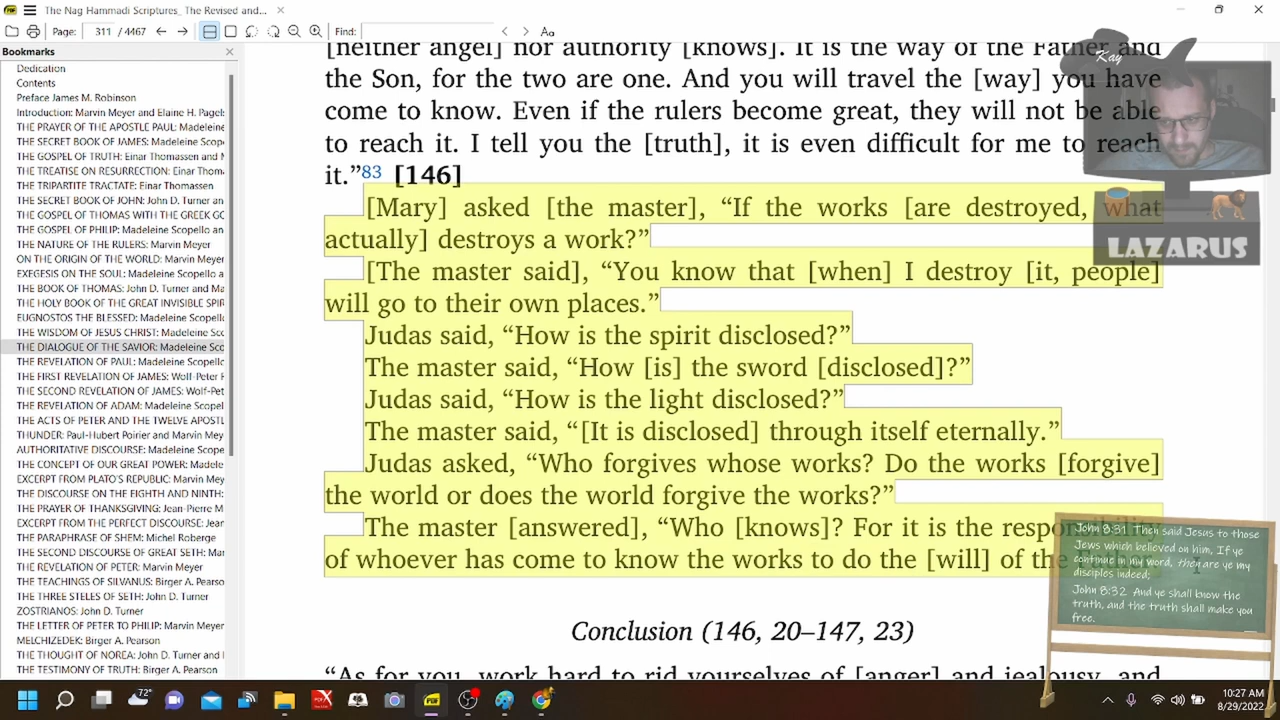 The Nag Hammadi Scriptures_ The Revised and...
Page: 311 / 4467 Find: Aa
Bookmarks
Dedication
Contents
Preface James M. Robinson
Introduction: Marvin Meyer and Elaine H. Pagels
THE PRAYER OF THE APOSTLE PAUL: Madeleine
THE SECRET BOOK OF JAMES: Madeleine Scop
THE GOSPEL OF TRUTH: Einar Thomassen and M
THE TREATISE ON RESURRECTION: Einar Thom
THE TRIPARTITE TRACTATE: Einar Thomassen
THE SECRET BOOK OF JOHN: John D. Turner and
THE GOSPEL OF THOMAS WITH THE GREEK GO
THE GOSPEL OF PHILIP: Madeleine Scopello and
THE NATURE OF THE RULERS: Marvin Meyer
ON THE ORIGIN OF THE WORLD: Marvin Meyer
EXEGESIS ON THE SOUL: Madeleine Scopello a
THE BOOK OF THOMAS: John D. Turner and Ma
THE HOLY BOOK OF THE GREAT INVISIBLE SPIR
EUGNOSTOS THE BLESSED: Madeleine Scopello
THE WISDOM OF JESUS CHRIST: Madeleine Sco
THE DIALOGUE OF THE SAVIOR: Madeleine Sco
THE REVELATION OF PAUL: Madeleine Scopello
THE FIRST REVELATION OF JAMES: Wolf-Peter F
THE SECOND REVELATION OF JAMES: Wolf-Pet
THE REVELATION OF ADAM: Madeleine Scopel
THE ACTS OF PETER AND THE TWELVE APOSTL
THUNDER: Paul-Hubert Poirier and Marvin Mey
AUTHORITATIVE DISCOURSE: Madeleine Scope
THE CONCEPT OF OUR GREAT POWER: Madele
EXCERPT FROM PLATO'S REPUBLIC: Marvin Mey
THE DISCOURSE ON THE EIGHTH AND NINTH:
THE PRAYER OF THANKSGIVING: Jean-Pierre M
EXCERPT FROM THE PERFECT DISCOURSE: Jear
THE PARAPHRASE OF SHEM: Michel Roberge
THE SECOND DISCOURSE OF GREAT SETH: Mar
THE REVELATION OF PETER: Marvin Meyer
THE TEACHINGS OF SILVANUS: Birger A. Pearso
THE THREE STELES OF SETH: John D. Turner
ZOSTRIANOS: John D. Turner
THE LETTER OF PETER TO PHILIP: Marvin Meyer
MELCHIZEDEK: Birger A. Pearson
THE THOUGHT OF NOREA: John D. Turner and I
THE TESTIMONY OF TRUTH: Birger A. Pearson
[neither angel] nor authority [knows]. It is the way of the Father and
the Son, for the two are one. And you will travel the [way] you have
come to know. Even if the rulers become great, they will not be able
to reach it. I tell you the [truth], it is even difficult for me to reach
it.”83 [146]
[Mary] asked [the master], “If the works [are destroyed, what
actually] destroys a work?”
[The master said], “You know that [when] I destroy [it, people]
will go to their own places.”
Judas said, “How is the spirit disclosed?”
The master said, “How [is] the sword [disclosed]?”
Judas said, “How is the light disclosed?”
The master said, “[It is disclosed] through itself eternally.”
Judas asked, “Who forgives whose works? Do the works [forgive]
the world or does the world forgive the works?”
The master [answered], “Who [knows]? For it is the responsibility
of whoever has come to know the works to do the [will] of the Father.
Conclusion (146, 20–147, 23)
“As for you, work hard to rid yourselves of [anger] and jealousy, and
Kay
LAZARUS
John 8:31 Then said Jesus to those
Jews which believed on him, If ye
continue in my word, then are ye my
disciples indeed;
John 8:32 And ye shall know the
truth, and the truth shall make you
free.
72°
10:27 AM
8/29/2022